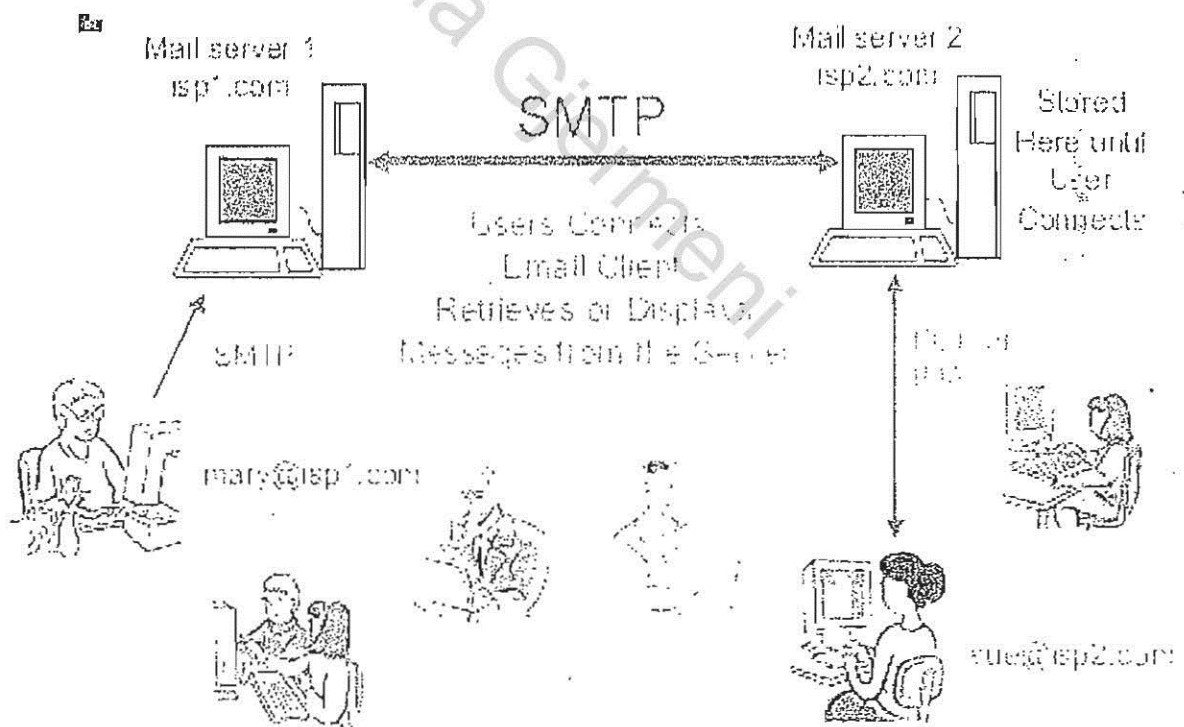 Mail server 1
isp1.com
Mail server 2
isp2.com
SMTP
Stored
Here until
User
Connects
Users Connects
Email Client
Retrieves or Displays
Messages from the Server
SMTP
mary@isp1.com
sue@isp2.com
Gjermeni